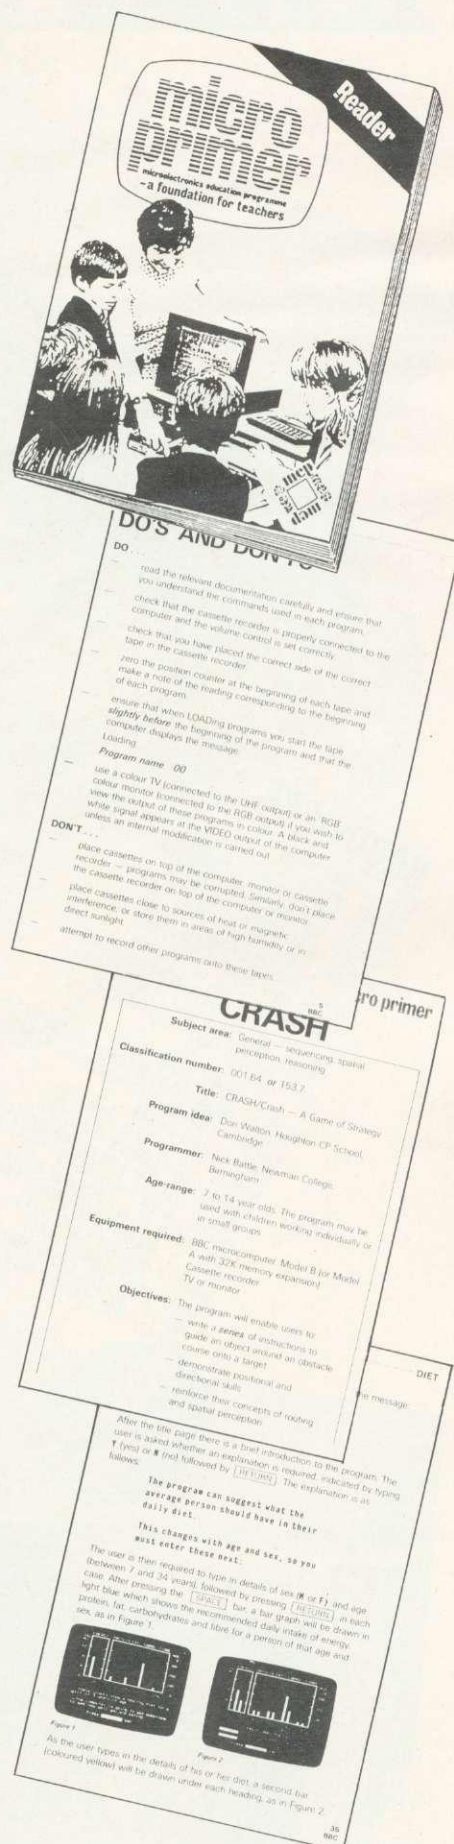 Reader
micro
primer
microelectronics education programme
-a foundation for teachers
mep
mep
DO'S AND DON'TS
DO...
read the relevant documentation carefully and ensure that
you understand the commands used in each program
check that the cassette recorder is properly connected to the
computer and the volume control is set correctly
check that you have placed the correct side of the correct
tape in the cassette recorder
zero the position counter at the beginning of each tape and
make a note of the reading corresponding to the beginning
of each program
ensure that when LOADing programs you start the tape
slightly before the beginning of the program and that the
computer displays the message
Loading
Program name 00
use a colour TV (connected to the UHF output) or an RGB
colour monitor (connected to the RGB output) if you wish to
view the output of these programs in colour. A black and
white signal appears at the VIDEO output of the computer
unless an internal modification is carried out
DON'T...
place cassettes on top of the computer, monitor or cassette
recorder — programs may be corrupted. Similarly, don't place
the cassette recorder on top of the computer or monitor
place cassettes close to sources of heat or magnetic
interference, or store them in areas of high humidity or in
direct sunlight
attempt to record other programs onto these tapes.
5
BBC
cro primer
CRASH
Subject area: General — sequencing, spatial
perception, reasoning
Classification number: 001.64 or 153.7
Title: CRASH/Crash — A Game of Strategy
Program idea: Don Walton, Houghton CP School,
Cambridge
Programmer: Nick Battle, Newman College,
Birmingham
Age-range: 7 to 14 year olds. The program may be
used with children working individually or
in small groups
Equipment required: BBC microcomputer Model B (or Model
A with 32K memory expansion)
Cassette recorder
TV or monitor
Objectives: The program will enable users to
— write a series of instructions to
guide an object around an obstacle
course onto a target
— demonstrate positional and
directional skills
— reinforce their concepts of routing
and spatial perception
DIET
he message:
After the title page there is a brief introduction to the program. The
user is asked whether an explanation is required, indicated by typing
Y (yes) or N (no) followed by RETURN. The explanation is as
follows:
The program can suggest what the
average person should have in their
daily diet.
This changes with age and sex, so you
must enter these next:
The user is then required to type in details of sex (M or F) and age
(between 7 and 34 years), followed by pressing RETURN in each
case. After pressing the SPACE bar, a bar graph will be drawn in
light blue which shows the recommended daily intake of energy,
protein, fat, carbohydrates and fibre for a person of that age and
sex, as in Figure 1.
Figure 1
Figure 2
As the user types in the details of his or her diet, a second bar
(coloured yellow) will be drawn under each heading, as in Figure 2.
35
BBC